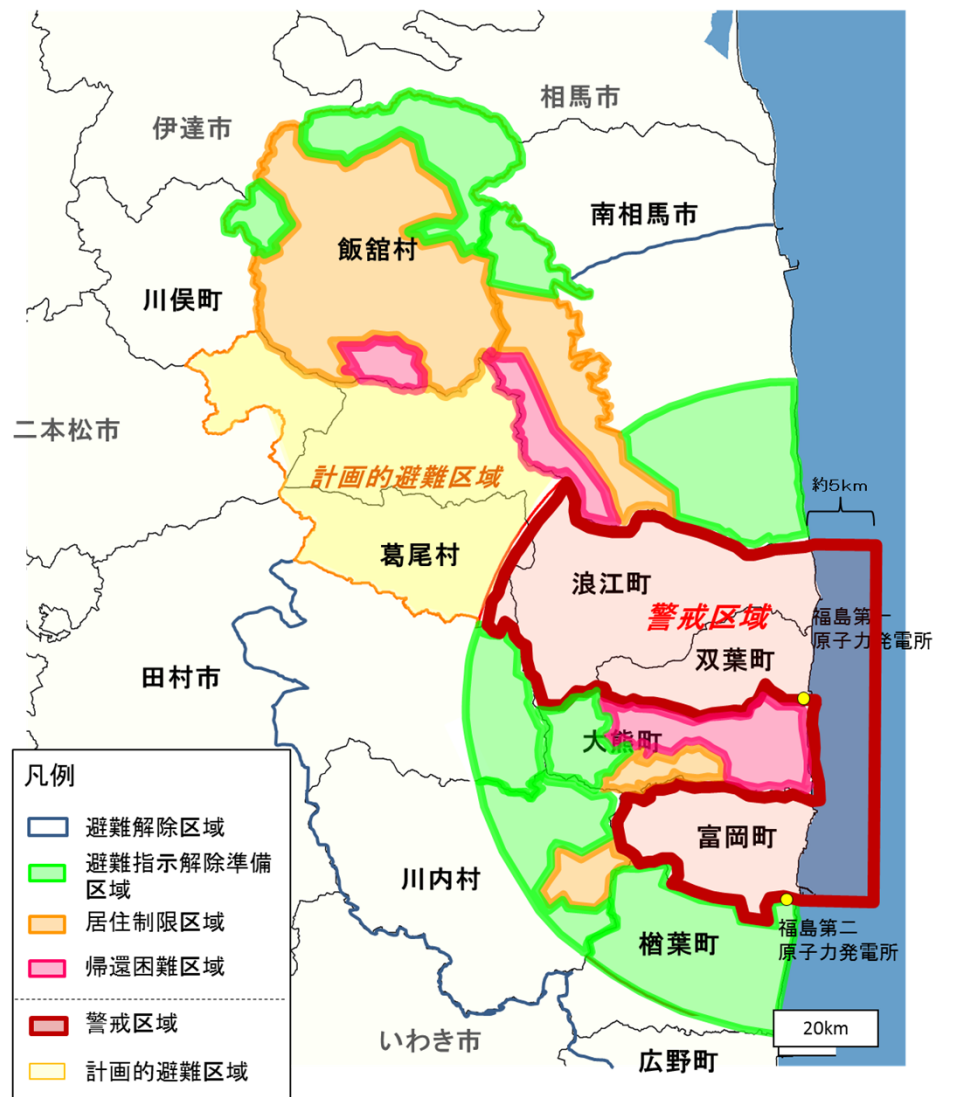 相馬市
伊達市
南相馬市
飯舘村
川俣町
二本松市
計画的避難区域
約5km
葛尾村
浪江町
警戒区域
福島第一
原子力発電所
双葉町
田村市
大熊町
凡例
避難解除区域
避難指示解除準備
区域
居住制限区域
帰還困難区域
警戒区域
計画的避難区域
富岡町
川内村
福島第二
原子力発電所
楢葉町
20km
いわき市
広野町